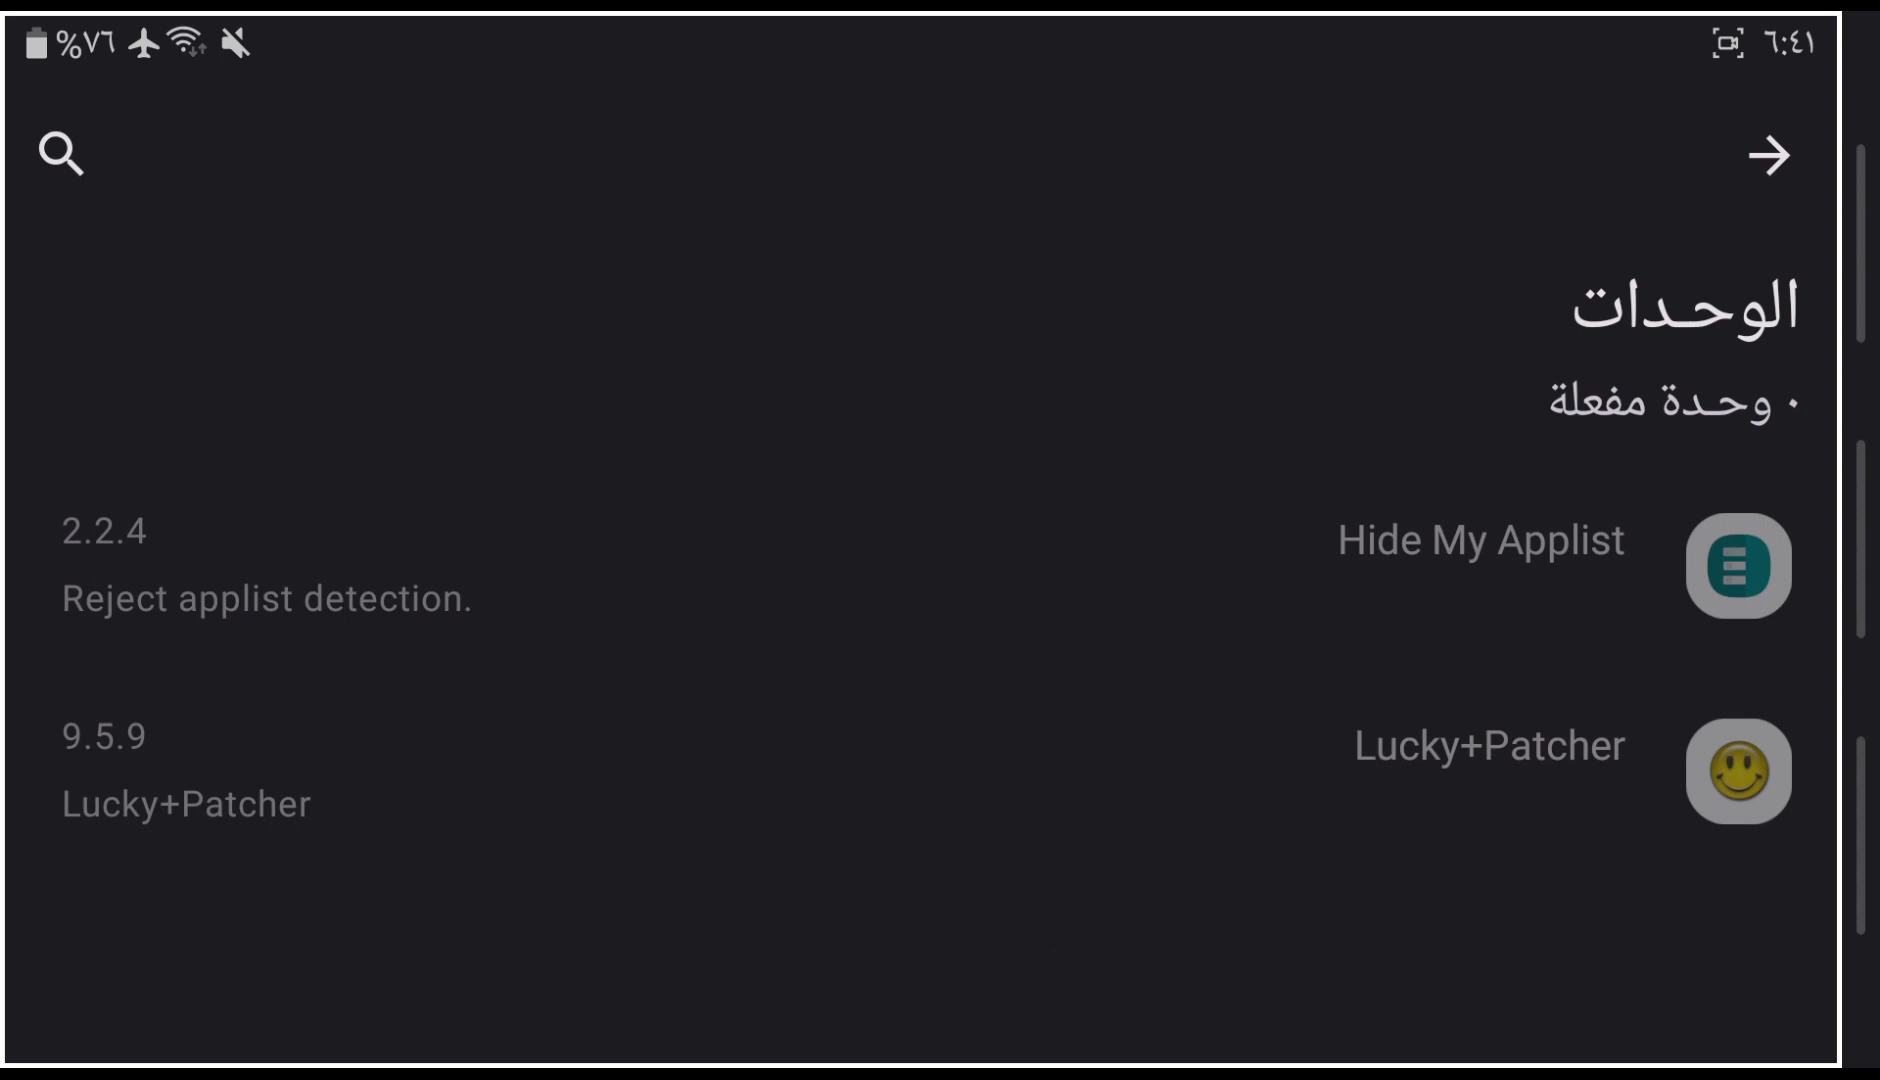 ٦:٤١ %٧٦
الوحدات
٠ وحدة مفعلة
Hide My Applist
2.2.4
Reject applist detection.
Lucky+Patcher
9.5.9
Lucky+Patcher